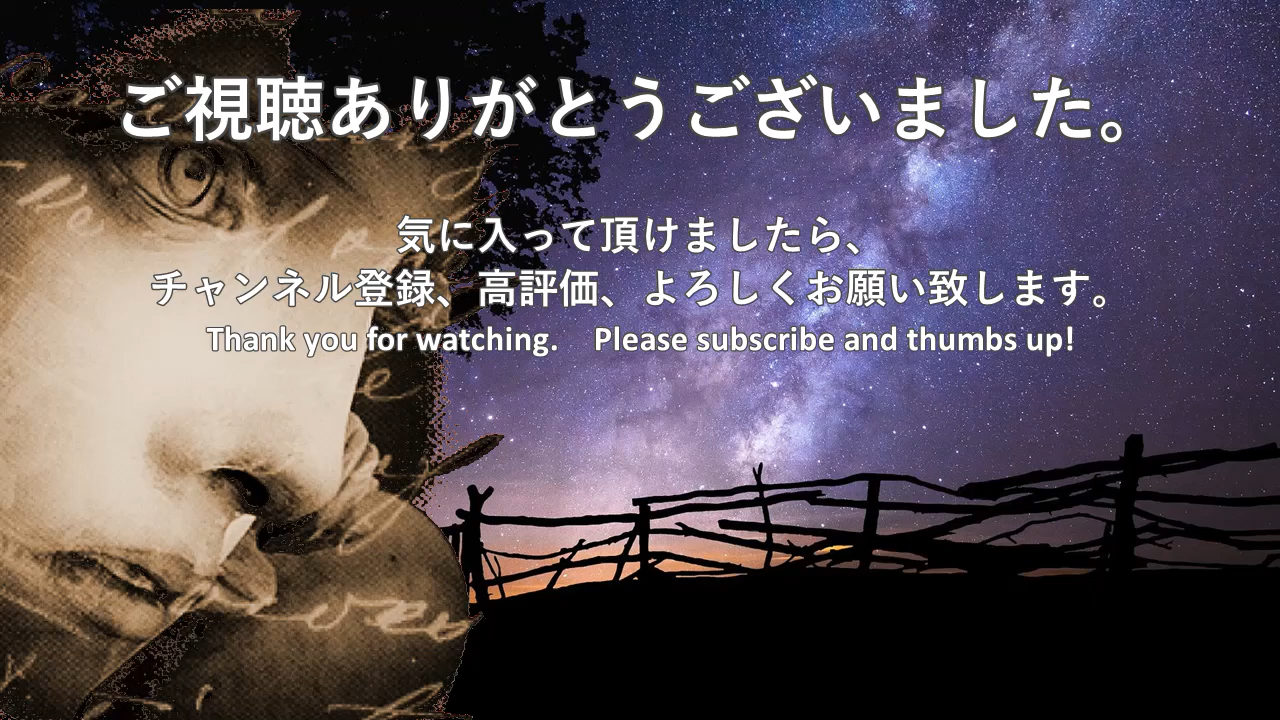 ご視聴ありがとうございました。
気に入って頂けましたら、
チャンネル登録、高評価、よろしくお願い致します。
Thank you for watching.　Please subscribe and thumbs up!